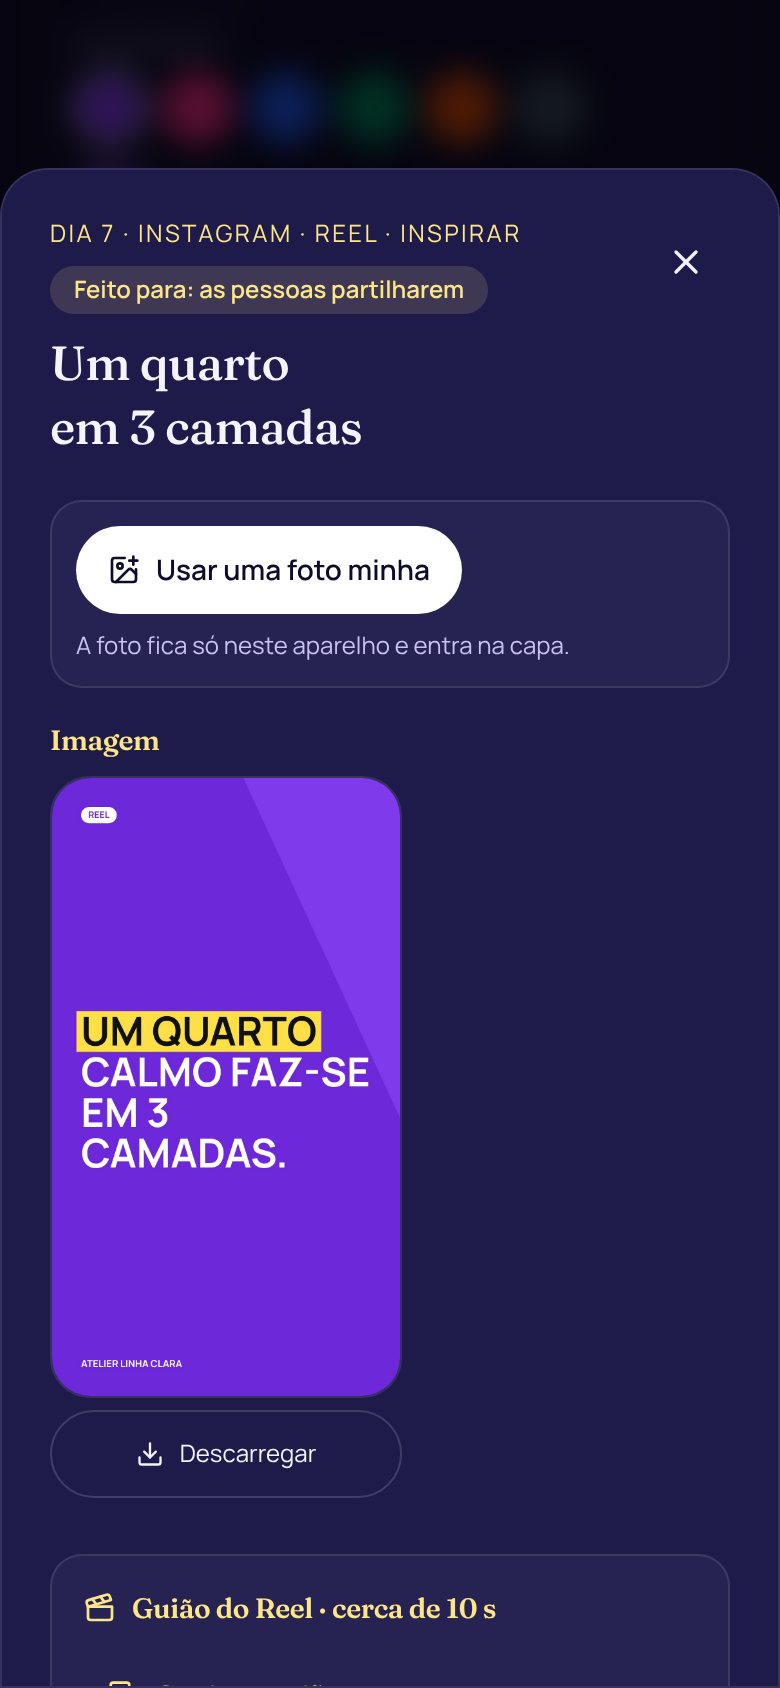 DIA 7 · INSTAGRAM · REEL · INSPIRAR
Feito para: as pessoas partilharem
Um quarto
em 3 camadas
Usar uma foto minha
A foto fica só neste aparelho e entra na capa.
Imagem
REEL
UM QUARTO
CALMO FAZ-SE
EM 3
CAMADAS.
ATELIER LINHA CLARA
Descarregar
Guião do Reel · cerca de 10 s